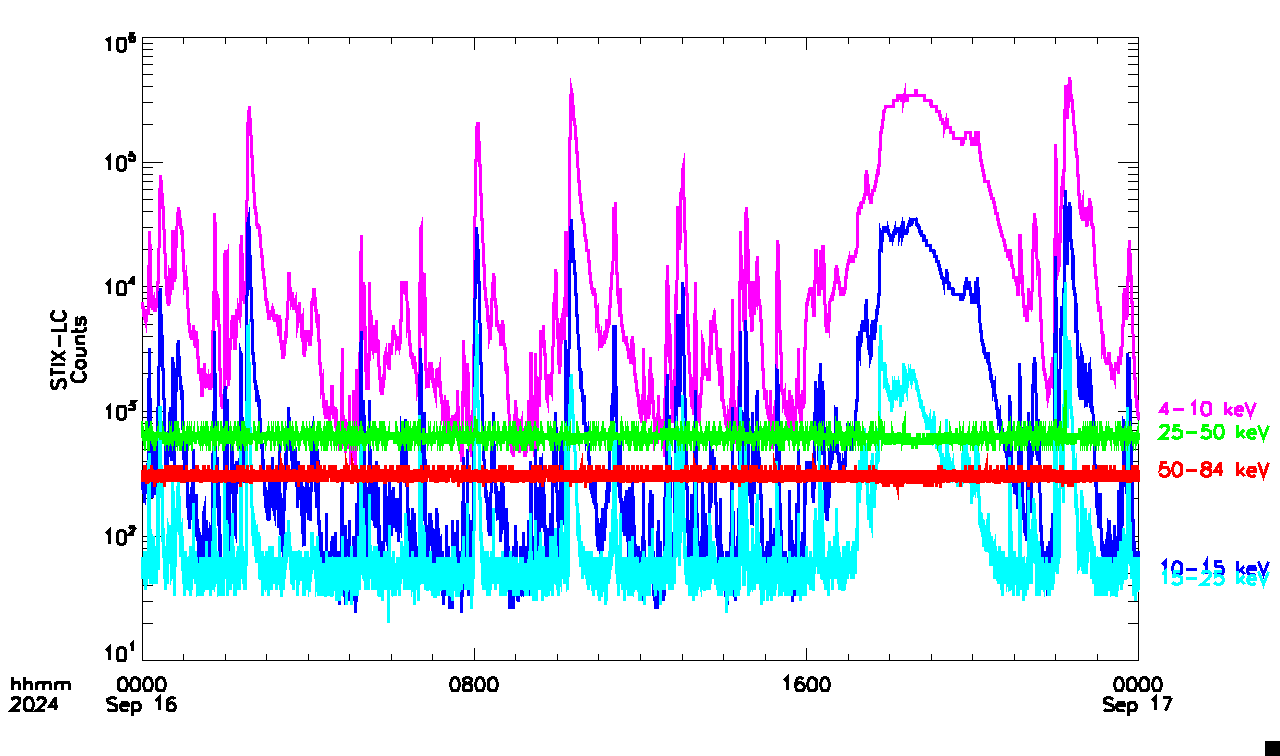 10⁶
10⁵
10⁴
10³
10²
10¹
STIX-LC
Counts
4-10 keV
25-50 keV
50-84 keV
10-15 keV
15-25 keV
hhmm 0000 0800 1600 0000
2024 Sep 16 Sep 17